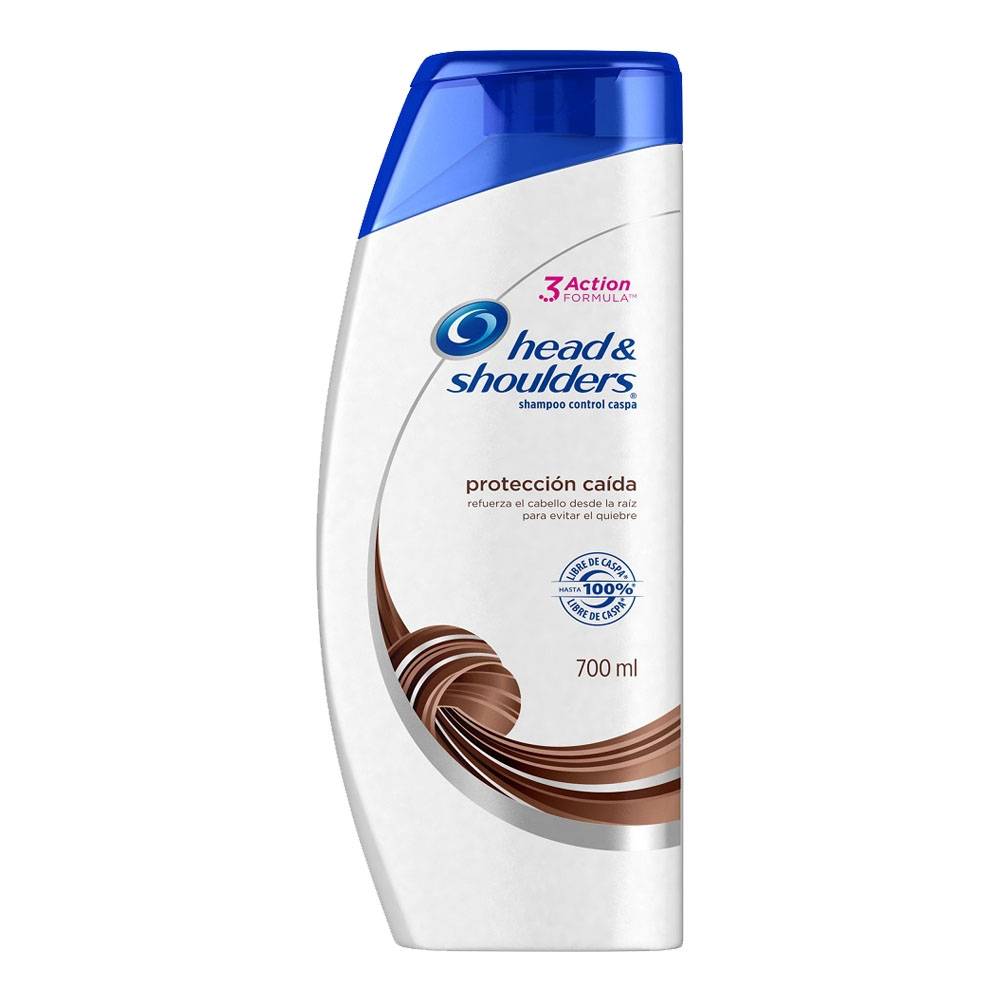 3 Action
FORMULA™
head &
shoulders®
shampoo control caspa
protección caída
refuerza el cabello desde la raíz
para evitar el quiebre
LIBRE DE CASPA*
HASTA 100%*
LIBRE DE CASPA*
700 ml